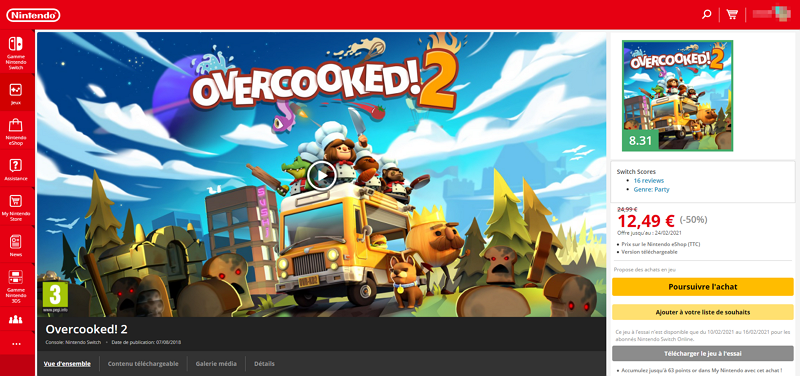 Nintendo
Gamme
Nintendo
Switch
Jeux
Nintendo
eShop
Assistance
My Nintendo
Store
News
Gamme
Nintendo
3DS
OVERCOOKED! 2
SUSHI
3
www.pegi.info
Overcooked! 2
Console: Nintendo Switch • Date de publication: 07/08/2018
Vue d'ensemble
Contenu téléchargeable
Galerie média
Détails
OVERCOOKED! 2
8.31
Switch Scores
• 16 reviews
• Genre: Party
24,99 €
12,49 € (-50%)
Offre jusqu'au : 24/02/2021
• Prix sur le Nintendo eShop (TTC)
• Version téléchargeable
Propose des achats en jeu
Poursuivre l'achat
Ajouter à votre liste de souhaits
Ce jeu à l'essai n'est disponible que du 10/02/2021 au 16/02/2021 pour les
abonnés Nintendo Switch Online.
Télécharger le jeu à l'essai
• Accumulez jusqu'à 63 points or dans My Nintendo avec cet achat !